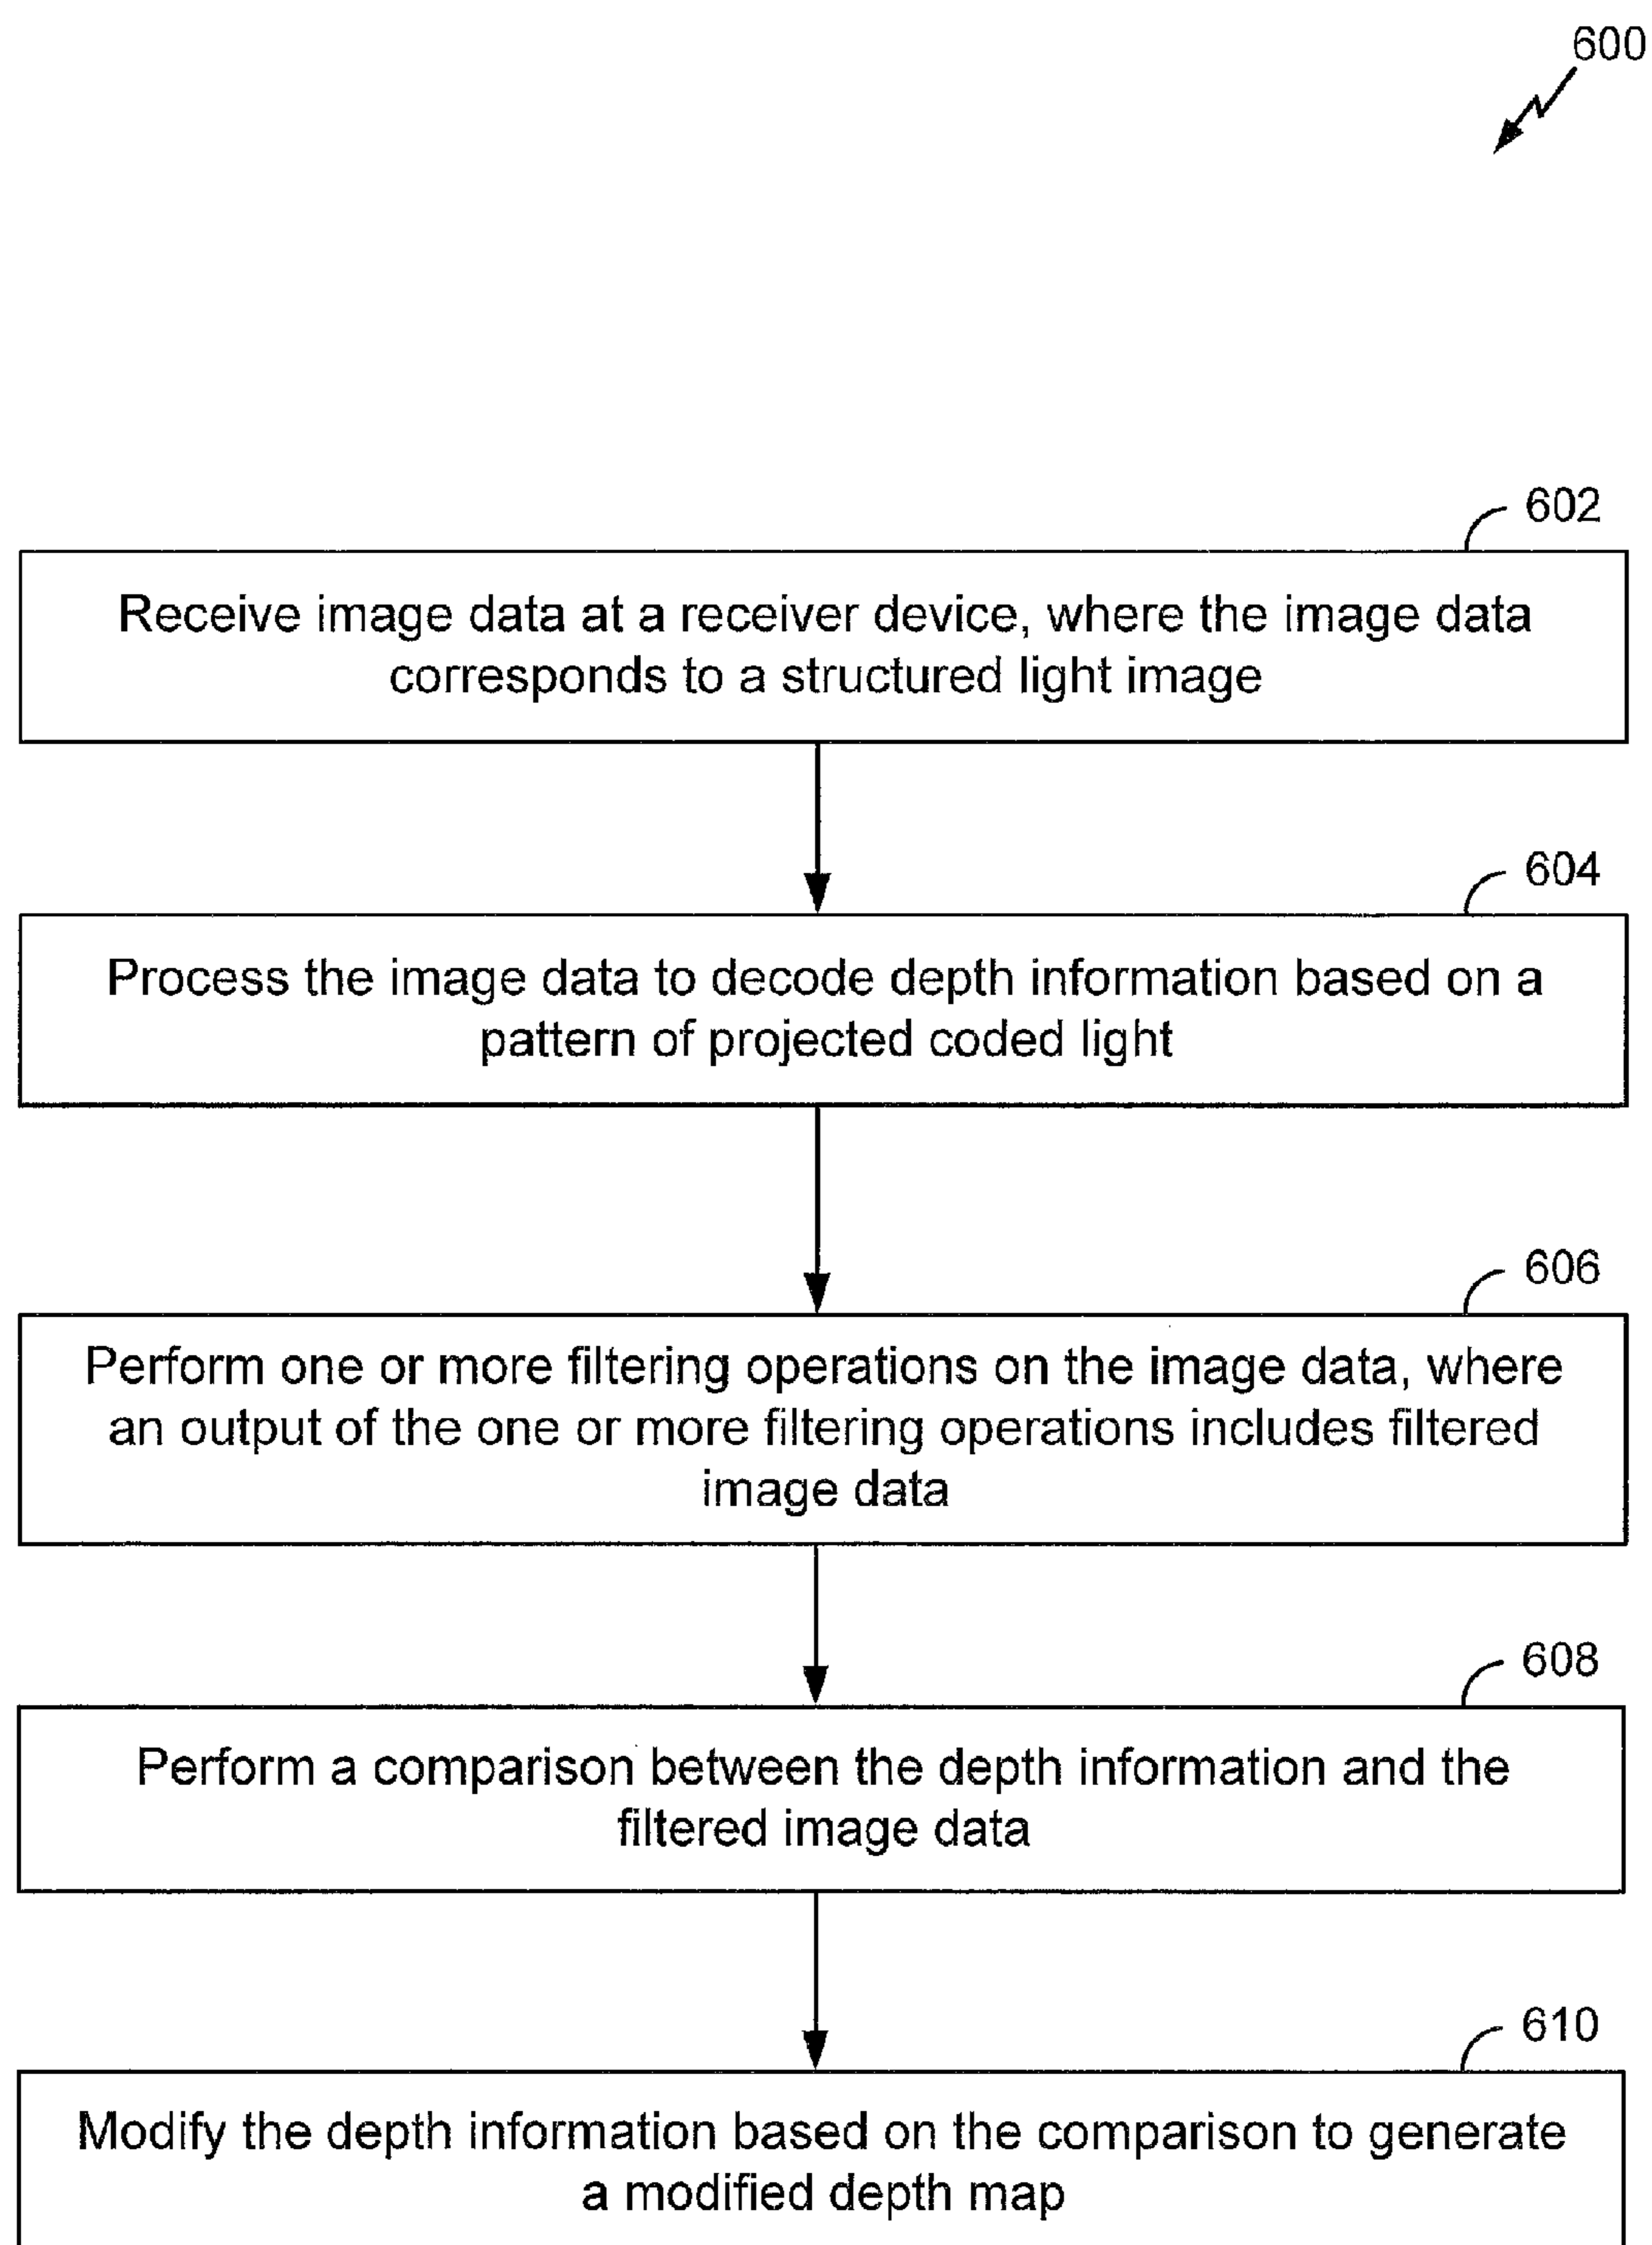 600
602
Receive image data at a receiver device, where the image data
corresponds to a structured light image
604
Process the image data to decode depth information based on a
pattern of projected coded light
606
Perform one or more filtering operations on the image data, where
an output of the one or more filtering operations includes filtered
image data
608
Perform a comparison between the depth information and the
filtered image data
610
Modify the depth information based on the comparison to generate
a modified depth map